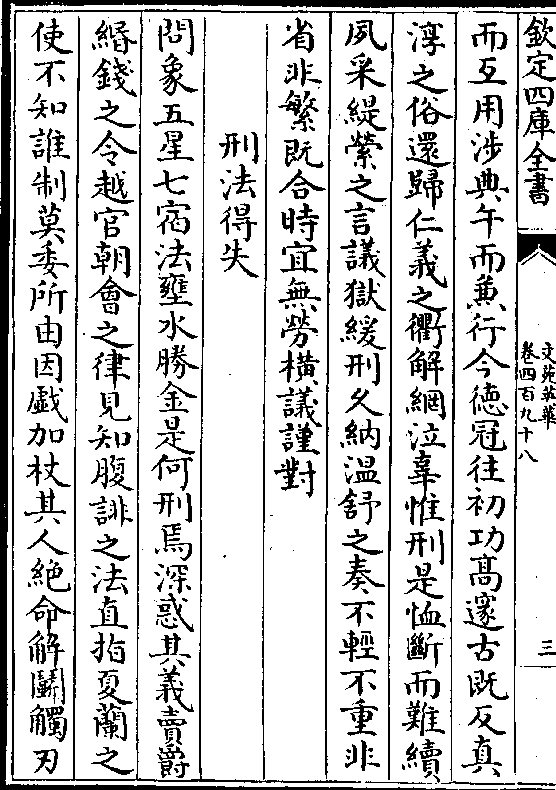 欽定四庫全書
文苑英華
卷四百九十八
三
而互用涉典午而兼行今徳冠往初功髙邃古既反真
淳之俗還歸仁義之衢解網泣辜惟刑是恤斷而難續
夙采緹縈之言議獄緩刑久納温舒之奏不輕不重非
省非繁既合時宜無勞横議謹對
刑法得失
問象五星七宿法壅水勝金是何刑焉深惑其義賣爵
緡錢之令越官朝會之律見知腹誹之法直指夏蘭之
使不知誰制莫委所由因戲加杖其人絶命解鬭觸刃